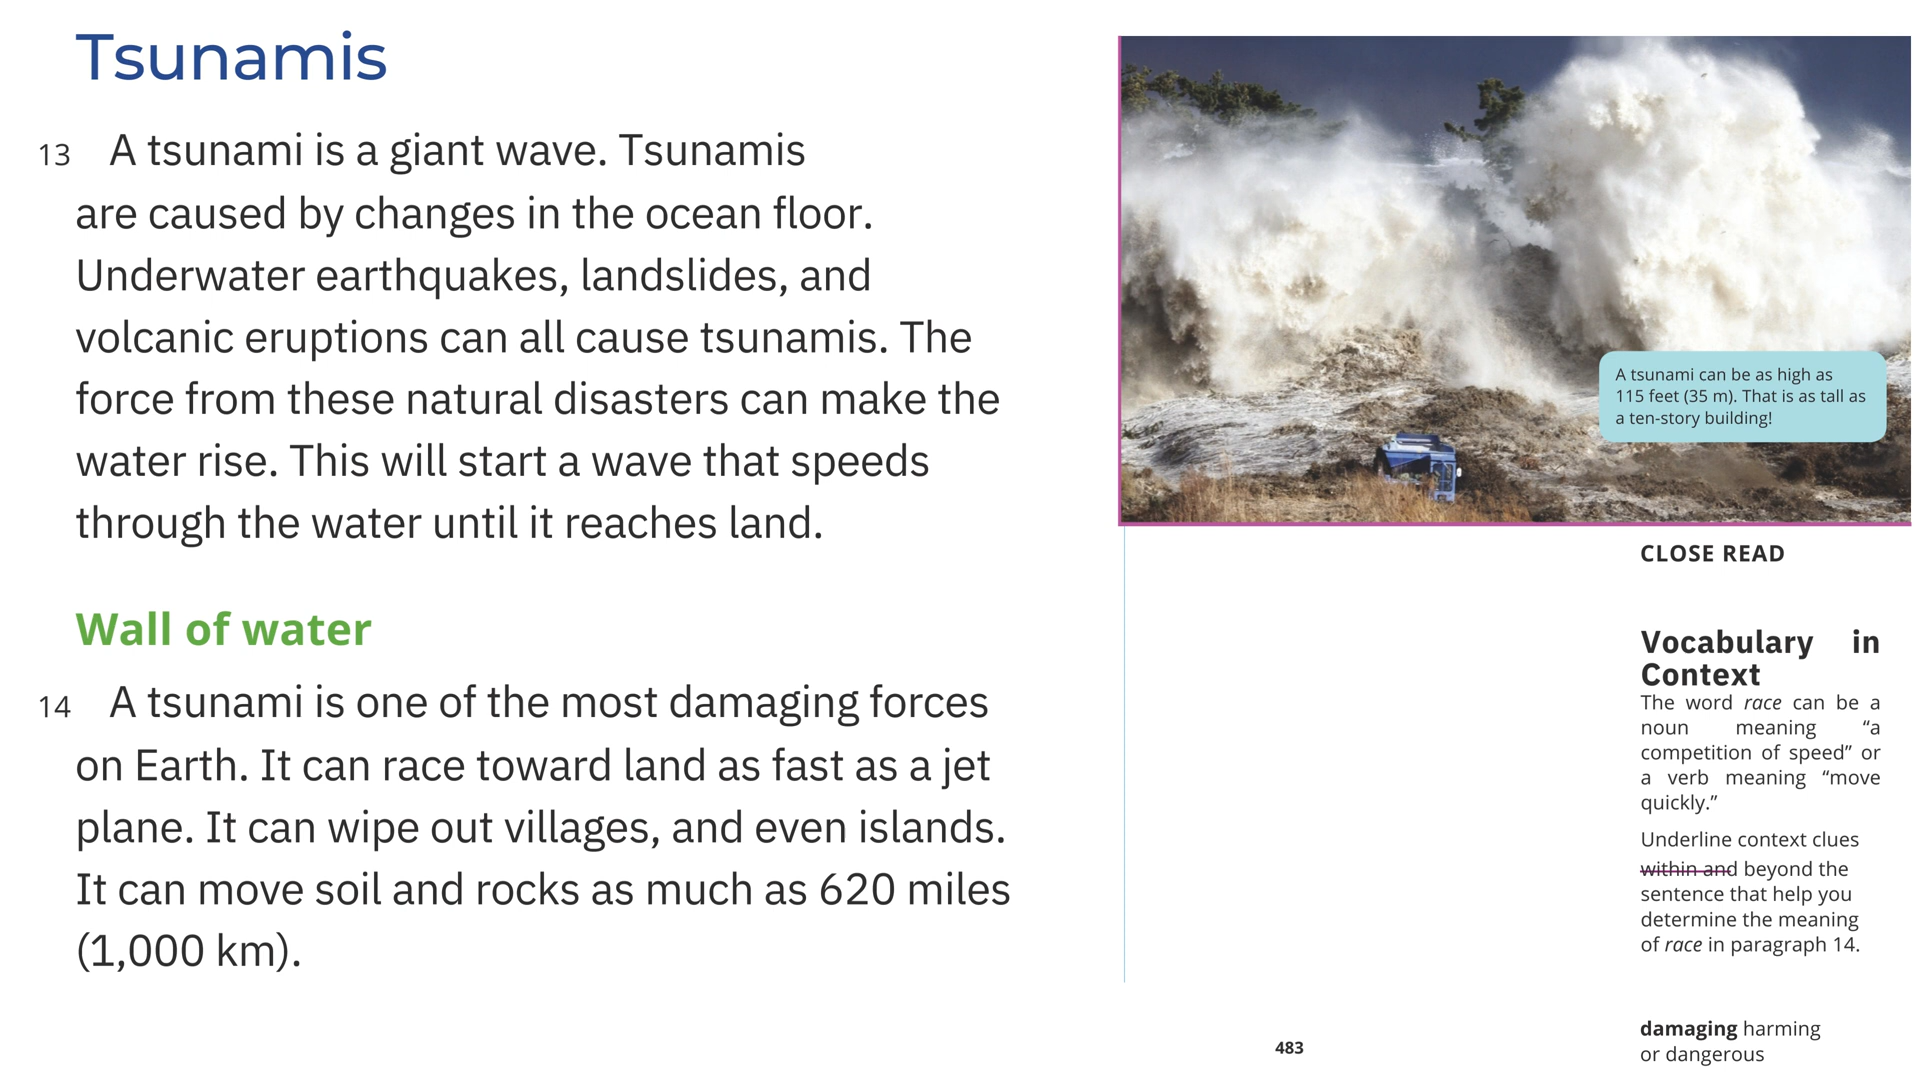 Tsunamis
13 A tsunami is a giant wave. Tsunamis
are caused by changes in the ocean floor.
Underwater earthquakes, landslides, and
volcanic eruptions can all cause tsunamis. The
force from these natural disasters can make the
water rise. This will start a wave that speeds
through the water until it reaches land.
Wall of water
14 A tsunami is one of the most damaging forces
on Earth. It can race toward land as fast as a jet
plane. It can wipe out villages, and even islands.
It can move soil and rocks as much as 620 miles
(1,000 km).
A tsunami can be as high as
115 feet (35 m). That is as tall as
a ten-story building!
CLOSE READ
Vocabulary in
Context
The word race can be a
noun meaning “a
competition of speed” or
a verb meaning “move
quickly.”
Underline context clues
within and beyond the
sentence that help you
determine the meaning
of race in paragraph 14.
damaging harming
or dangerous
483